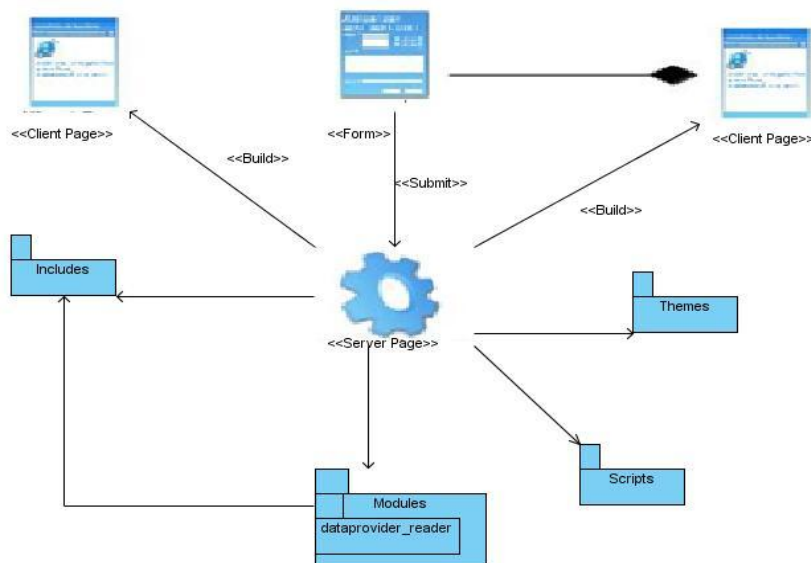 <<Client Page>>
<<Form>>
<<Client Page>>
<<Build>>
<<Submit>>
<<Build>>
Includes
Themes
<<Server Page>>
Scripts
Modules
dataprovider_reader